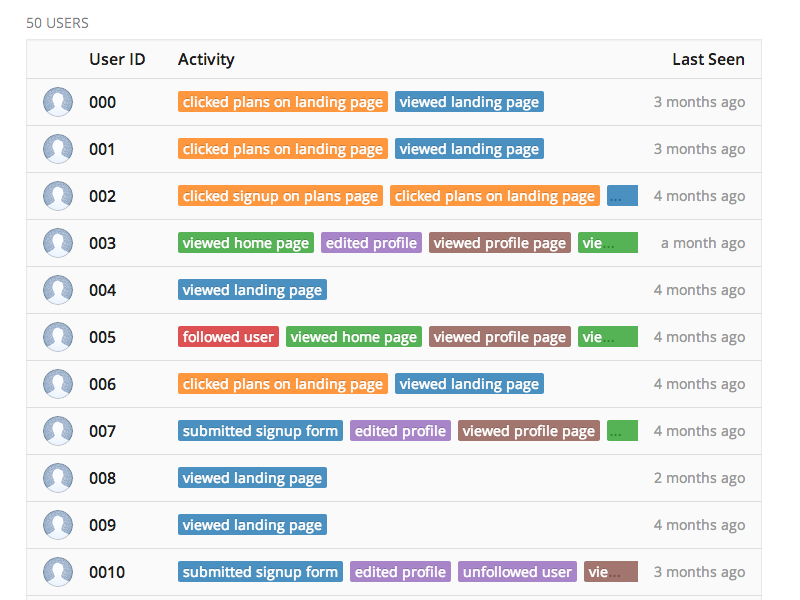 50 USERS
User ID Activity Last Seen
000 clicked plans on landing page viewed landing page 3 months ago
001 clicked plans on landing page viewed landing page 3 months ago
002 clicked signup on plans page clicked plans on landing page ... 4 months ago
003 viewed home page edited profile viewed profile page vie... a month ago
004 viewed landing page 4 months ago
005 followed user viewed home page viewed profile page vie... 4 months ago
006 clicked plans on landing page viewed landing page 4 months ago
007 submitted signup form edited profile viewed profile page ... 4 months ago
008 viewed landing page 2 months ago
009 viewed landing page 4 months ago
0010 submitted signup form edited profile unfollowed user vie... 3 months ago